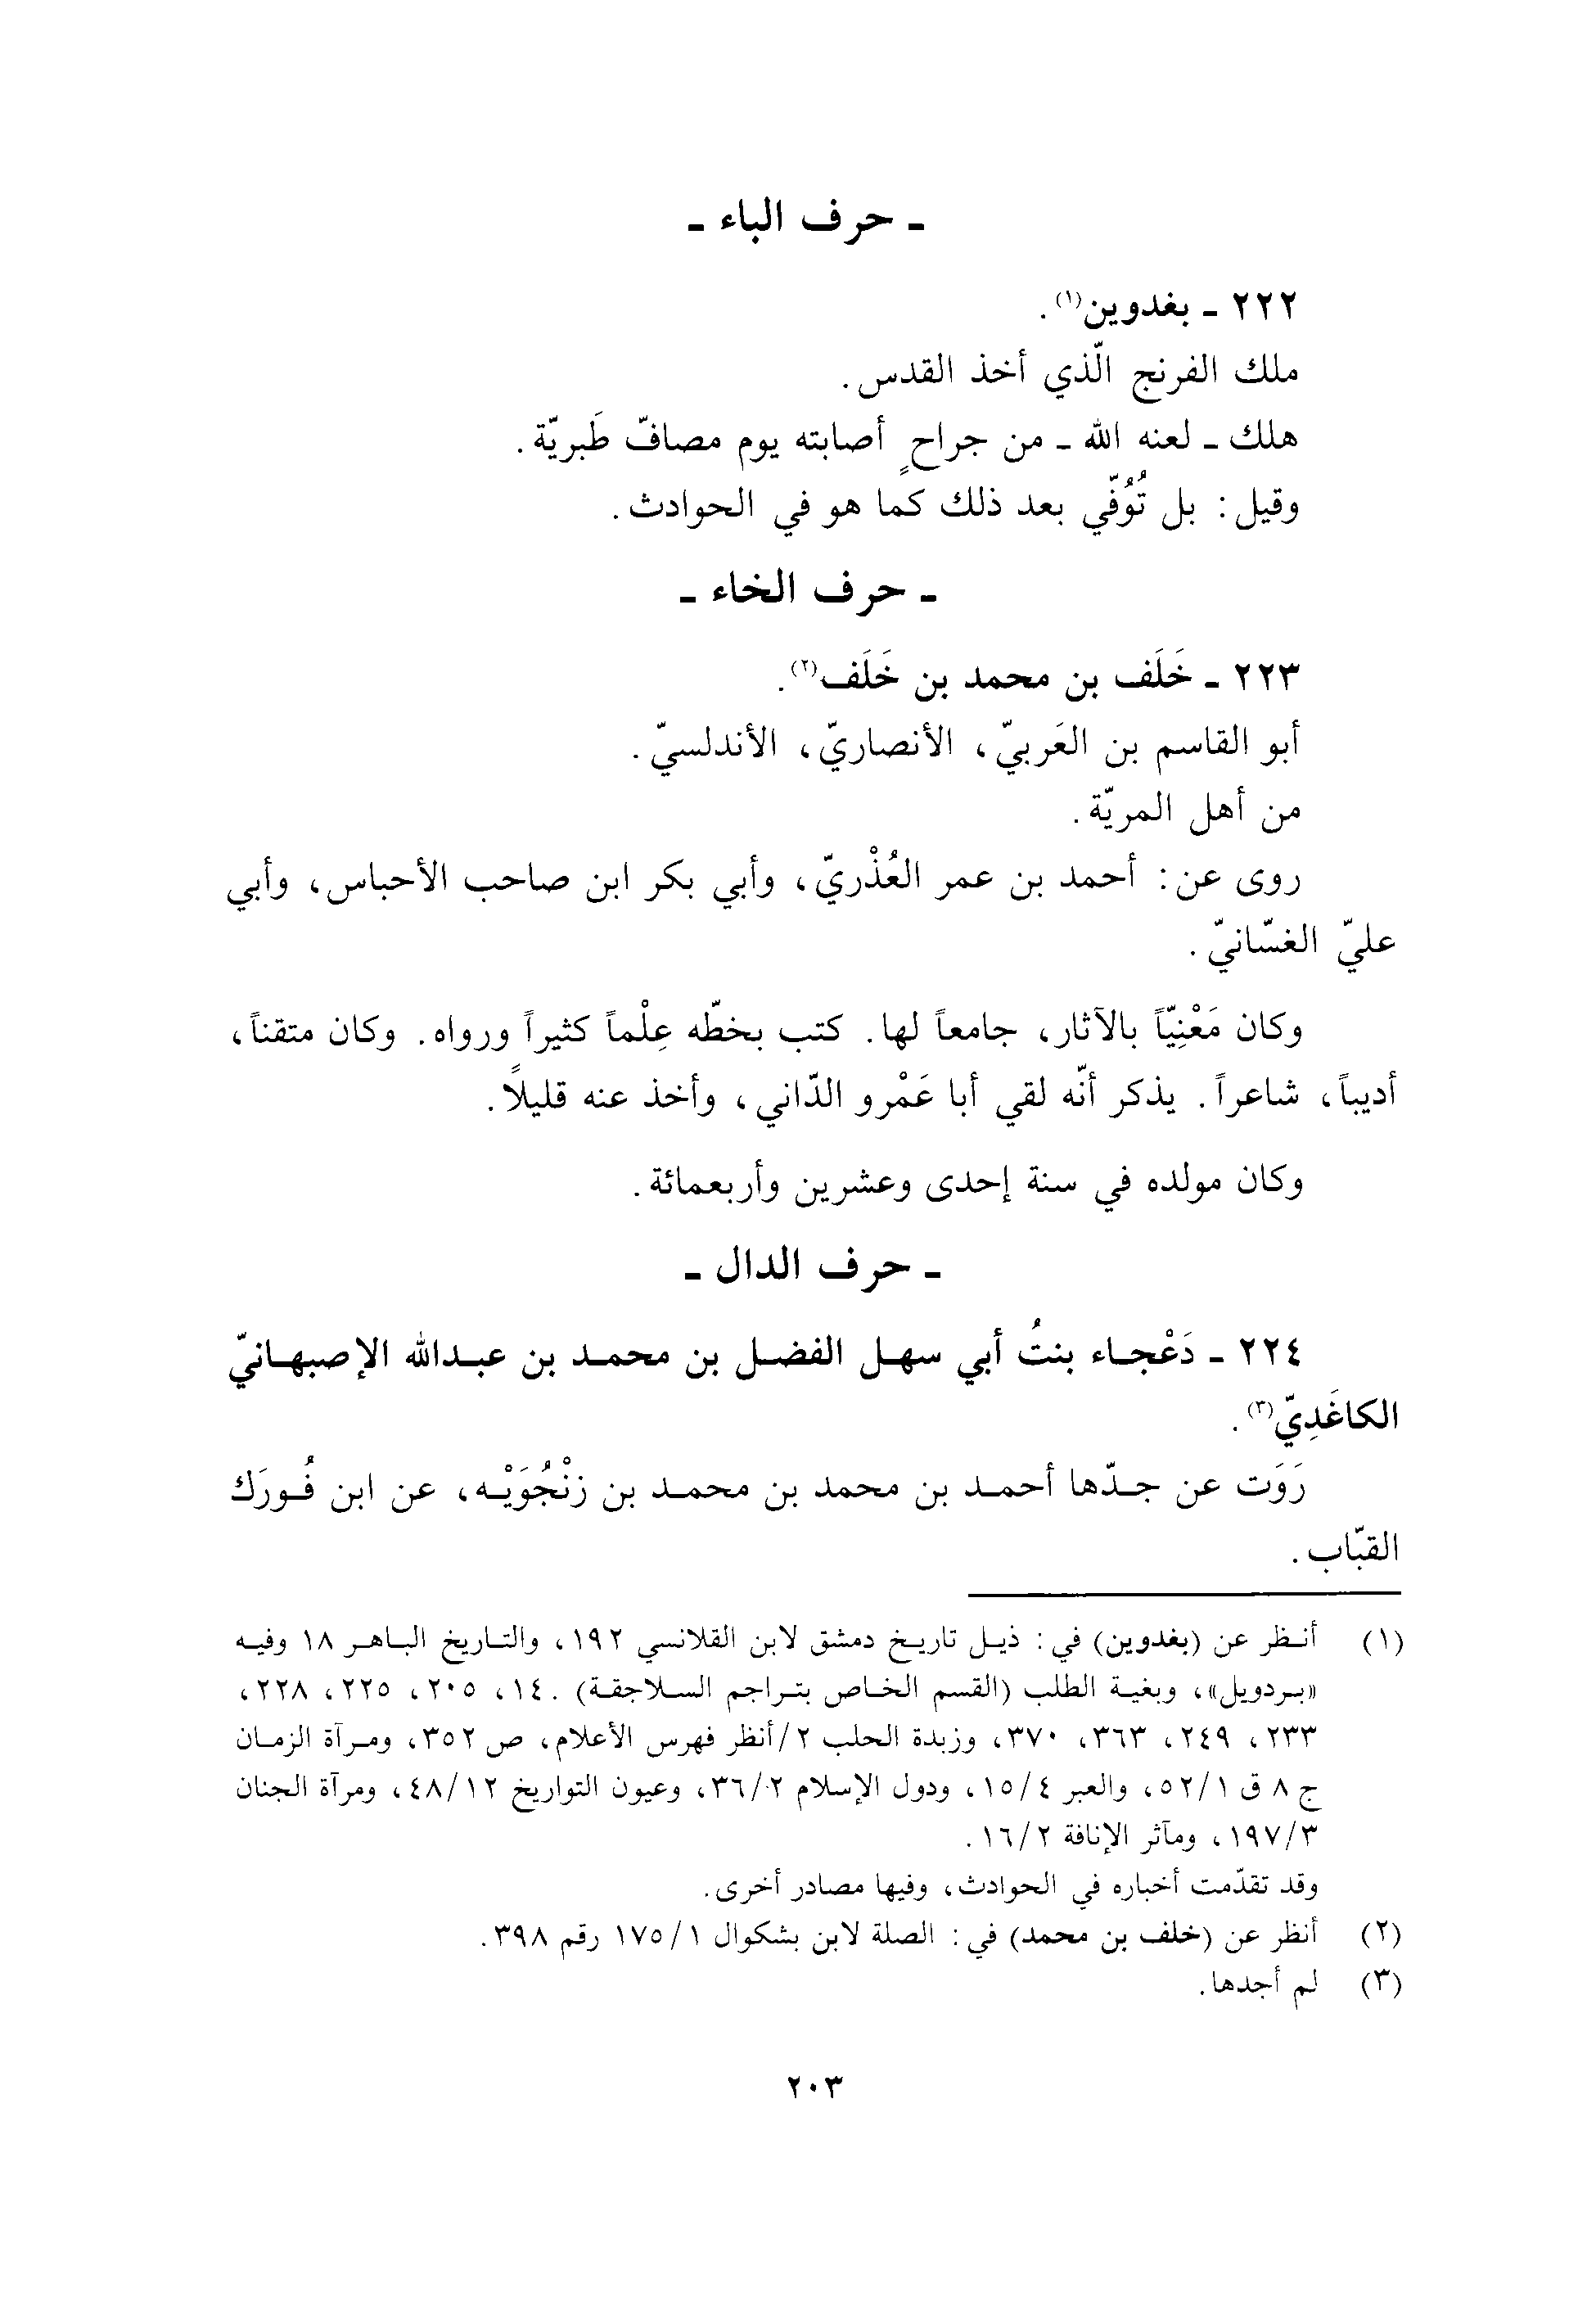 ـ حرف الباء ـ
٢٢٢ ـ بغدوين(١).
ملك الفرنج الّذي أخذ القدس.
هلك ـ لعنه الله ـ من جراحٍ أصابته يوم مصافّ طَبريّة.
وقيل: بل تُوُفّي بعد ذلك كما هو في الحوادث.
ـ حرف الخاء ـ
٢٢٣ ـ خَلَف بن محمد بن خَلَف(٢).
أبو القاسم بن العَربيّ، الأنصاريّ، الأندلسيّ.
من أهل المريّة.
روى عن: أحمد بن عمر العُذْريّ، وأبي بكر ابن صاحب الأحباس، وأبي
عليّ الغسّانيّ.
وكان مَعْنِيّاً بالآثار، جامعاً لها. كتب بخطّه عِلْماً كثيراً ورواه. وكان متقناً،
أديباً، شاعراً. يذكر أنّه لقي أبا عَمْرو الدّاني، وأخذ عنه قليلاً.
وكان مولده في سنة إحدى وعشرين وأربعمائة.
ـ حرف الدال ـ
٢٢٤ ـ دَعْجاء بنتُ أبي سهل الفضل بن محمد بن عبدالله الإصبهانيّ
الكاغَدِيّ(٣).
رَوَت عن جدّها أحمد بن محمد بن محمد بن زنْجُوَيْه، عن ابن فُورَك
القبّاب.
(١) أنظر عن (بغدوين) في: ذيل تاريخ دمشق لابن القلانسي ١٩٢، والتاريخ الباهر ١٨ وفيه
«بردويل»، وبغية الطلب (القسم الخاص بتراجم السلاجقة) ١٤٠، ٢٠٥، ٢٢٥، ٢٢٨،
٢٣٣، ٢٤٩، ٣٦٣، ٣٧٠، وزبدة الحلب ٢/أنظر فهرس الأعلام، ص ٣٥٢، ومرآة الزمان
ج ٨ ق ٥٢/١، والعبر ١٥/٤، ودول الإسلام ٣٦/٢، وعيون التواريخ ٤٨/١٢، ومرآة الجنان
١٩٧/٣، ومآثر الإنافة ١٦/٢.
وقد تقدّمت أخباره في الحوادث، وفيها مصادر أخرى.
(٢) أنظر عن (خلف بن محمد) في: الصلة لابن بشكوال ١٧٥/١ رقم ٣٩٨.
(٣) لم أجدها.
٢٠٣